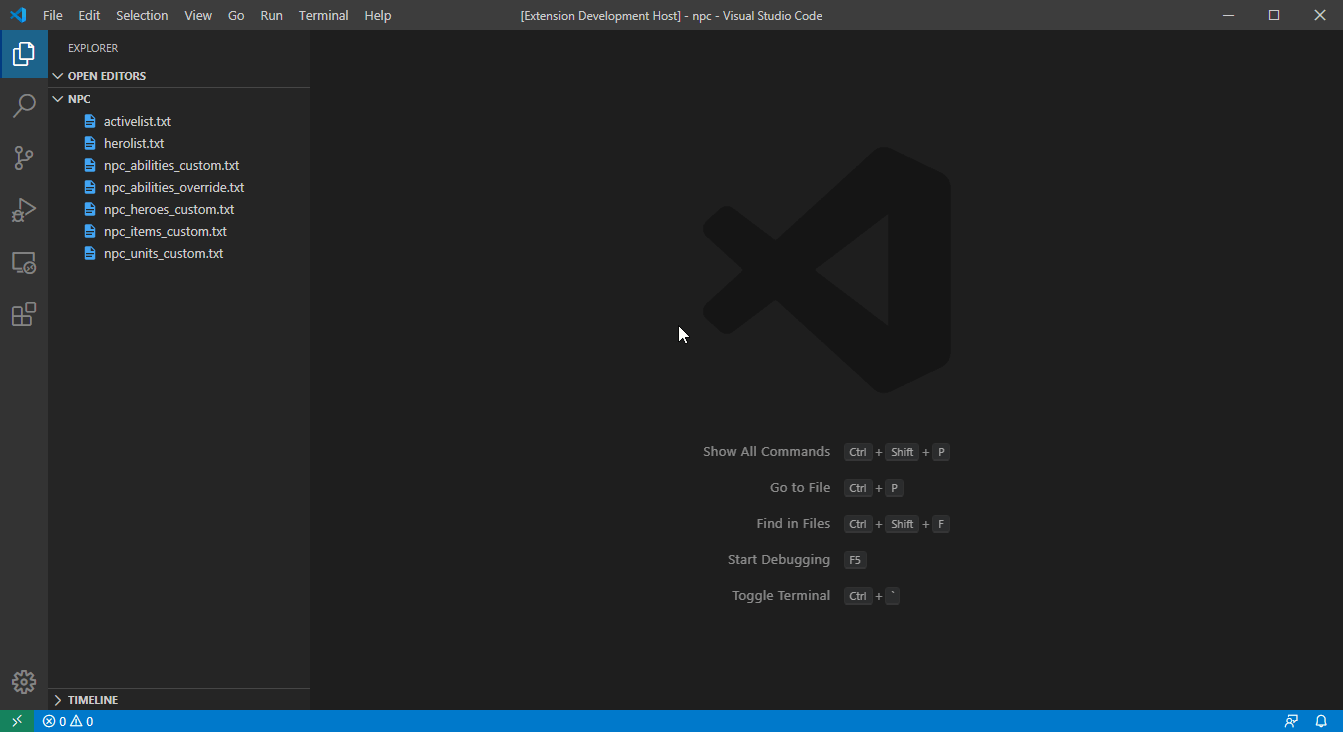 File Edit Selection View Go Run Terminal Help [Extension Development Host] - npc - Visual Studio Code
EXPLORER
OPEN EDITORS
NPC
activelist.txt
herolist.txt
npc_abilities_custom.txt
npc_abilities_override.txt
npc_heroes_custom.txt
npc_items_custom.txt
npc_units_custom.txt
Show All Commands Ctrl + Shift + P
Go to File Ctrl + P
Find in Files Ctrl + Shift + F
Start Debugging F5
Toggle Terminal Ctrl + `
TIMELINE
0 0